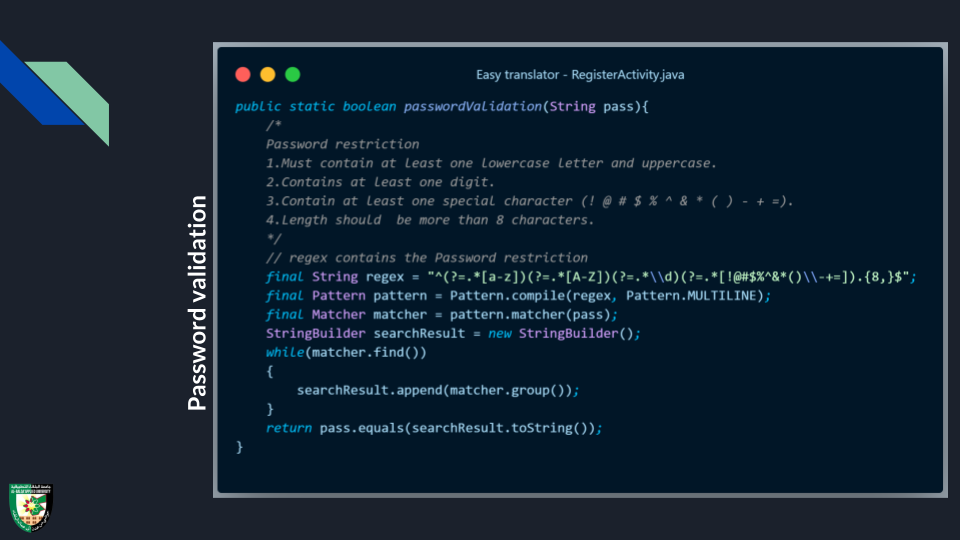 Easy translator - RegisterActivity.java
public static boolean passwordValidation(String pass){
/*
Password restriction
1.Must contain at least one lowercase letter and uppercase.
2.Contains at least one digit.
3.Contain at least one special character (! @ # $ % ^ & * ( ) - + =).
4.Length should  be more than 8 characters.
*/
// regex contains the Password restriction
final String regex = "^(?=.*[a-z])(?=.*[A-Z])(?=.*\\d)(?=.*[!@#$%^&*()\\-+=]).{8,}$";
final Pattern pattern = Pattern.compile(regex, Pattern.MULTILINE);
final Matcher matcher = pattern.matcher(pass);
StringBuilder searchResult = new StringBuilder();
while(matcher.find())
{
searchResult.append(matcher.group());
}
return pass.equals(searchResult.toString());
}
Password validation